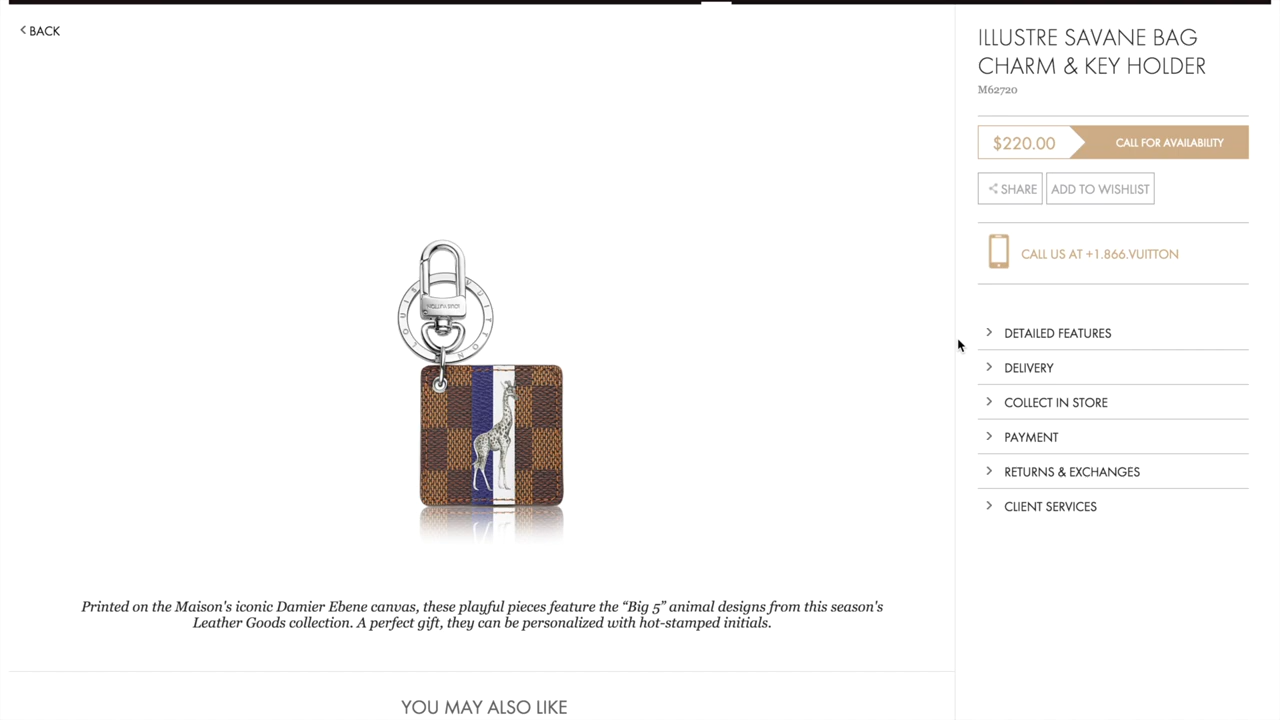 BACK
ILLUSTRE SAVANE BAG
CHARM & KEY HOLDER
M62720
$220.00
CALL FOR AVAILABILITY
SHARE
ADD TO WISHLIST
CALL US AT +1.866.VUITTON
DETAILED FEATURES
DELIVERY
COLLECT IN STORE
PAYMENT
RETURNS & EXCHANGES
CLIENT SERVICES
Printed on the Maison's iconic Damier Ebene canvas, these playful pieces feature the “Big 5” animal designs from this season's
Leather Goods collection. A perfect gift, they can be personalized with hot-stamped initials.
YOU MAY ALSO LIKE